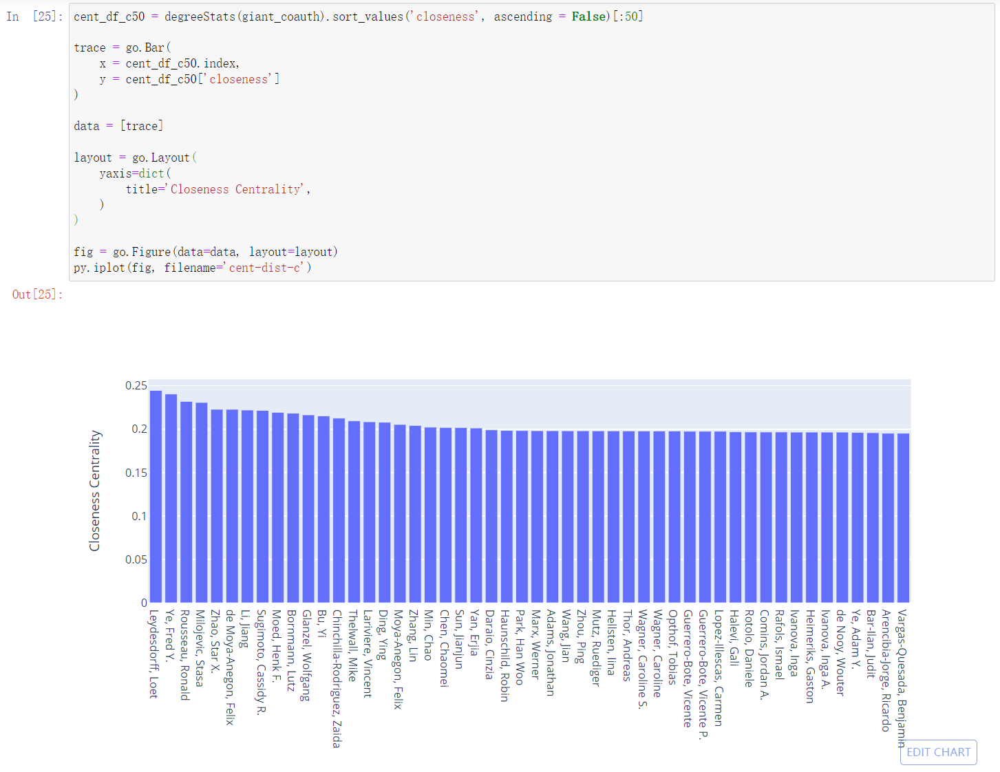 In [25]:
cent_df_c50 = degreeStats(giant_coauth).sort_values('closeness', ascending = False)[:50]
trace = go.Bar(
x = cent_df_c50.index,
y = cent_df_c50['closeness']
)
data = [trace]
layout = go.Layout(
yaxis=dict(
title='Closeness Centrality',
)
)
fig = go.Figure(data=data, layout=layout)
py.iplot(fig, filename='cent-dist-c')
Out[25]:
Closeness Centrality
0.25
0.2
0.15
0.1
0.05
0
Leydesdorff, Loet
Ye, Fred Y.
Rousseau, Ronald
Milojevic, Stasa
Zhao, Star X.
de Moya-Anegon, Felix
Li, Jiang
Sugimoto, Cassidy R.
Moed, Henk F.
Bornmann, Lutz
Glanzel, Wolfgang
Bu, Yi
Chinchilla-Rodriguez, Zaida
Thelwall, Mike
Lariviere, Vincent
Ding, Ying
Moya-Anegon, Felix
Zhang, Lin
Min, Chao
Chen, Chaomei
Sun, Jianjun
Yan, Erjia
Daraio, Cinzia
Haunschild, Robin
Park, Han Woo
Marx, Werner
Adams, Jonathan
Wang, Jian
Zhou, Ping
Mutz, Ruediger
Hellsten, Iina
Thor, Andreas
Wagner, Caroline S.
Wagner, Caroline
Opthof, Tobias
Guerrero-Bote, Vicente
Guerrero-Bote, Vicente P.
Lopez-Illescas, Carmen
Halevi, Gali
Rotolo, Daniele
Comins, Jordan A.
Rafols, Ismael
Ivanova, Inga
Heimeriks, Gaston
Ivanova, Inga A.
de Nooy, Wouter
Ye, Adam Y.
Bar-Ilan, Judit
Arencibia-Jorge, Ricardo
Vargas-Quesada, Benjamin
EDIT CHART